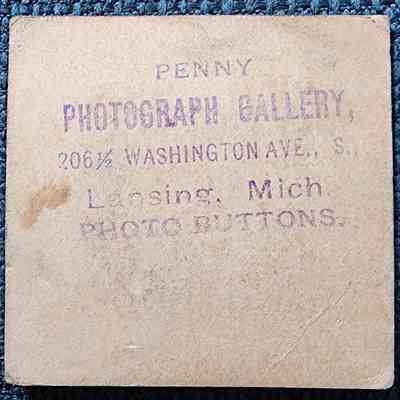 PENNY
PHOTOGRAPH GALLERY,
206½ WASHINGTON AVE., S.,
Lansing, Mich.
PHOTO BUTTONS.